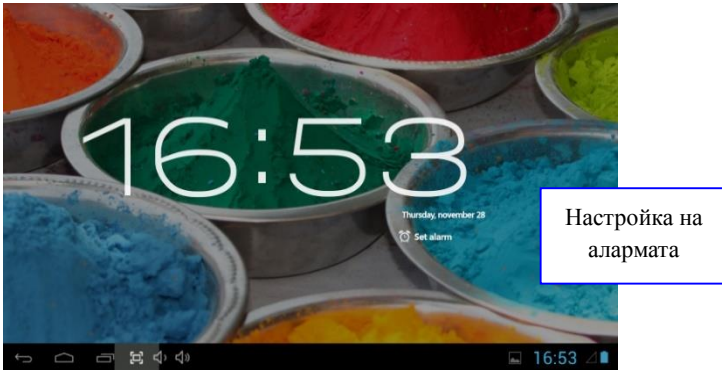 16:53
Thursday, november 28
Set alarm
Настройка на
алармата
16:53